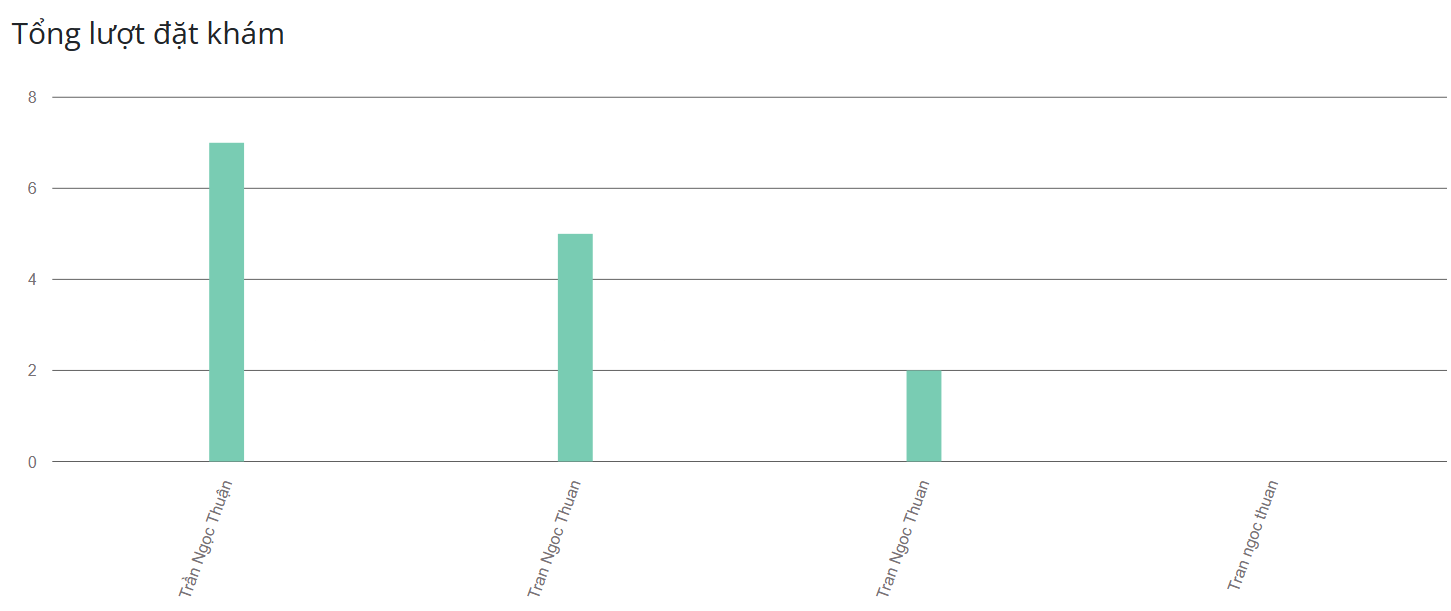 Tổng lượt đặt khám
8
6
4
2
0
Trần Ngọc Thuận
Tran Ngoc Thuan
Tran Ngoc Thuan
Tran ngoc thuan